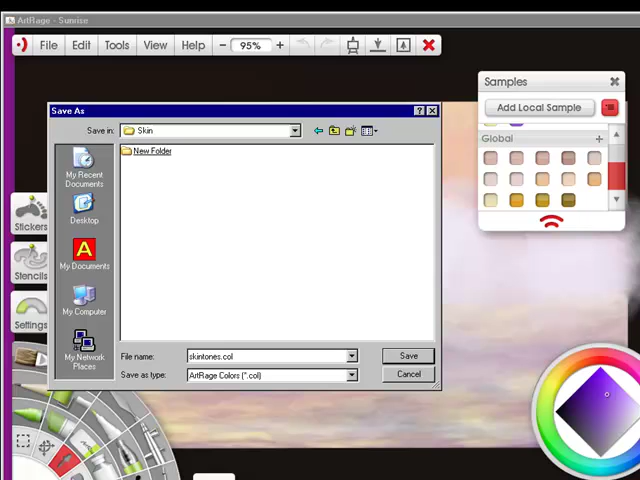 ArtRage - Sunrise
File Edit Tools View Help 95%
Samples
Add Local Sample
Global
Save As
Save in: Skin
New Folder
My Recent
Documents
Desktop
My Documents
My Computer
My Network
Places
File name: skintones.col Save
Save as type: ArtRage Colors (*.col) Cancel
Stickers
Stencils
Settings